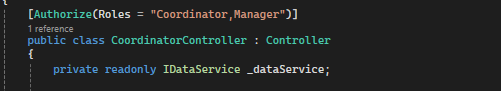 {
[Authorize(Roles = "Coordinator,Manager")]
1 reference
public class CoordinatorController : Controller
{
private readonly IDataService _dataService;